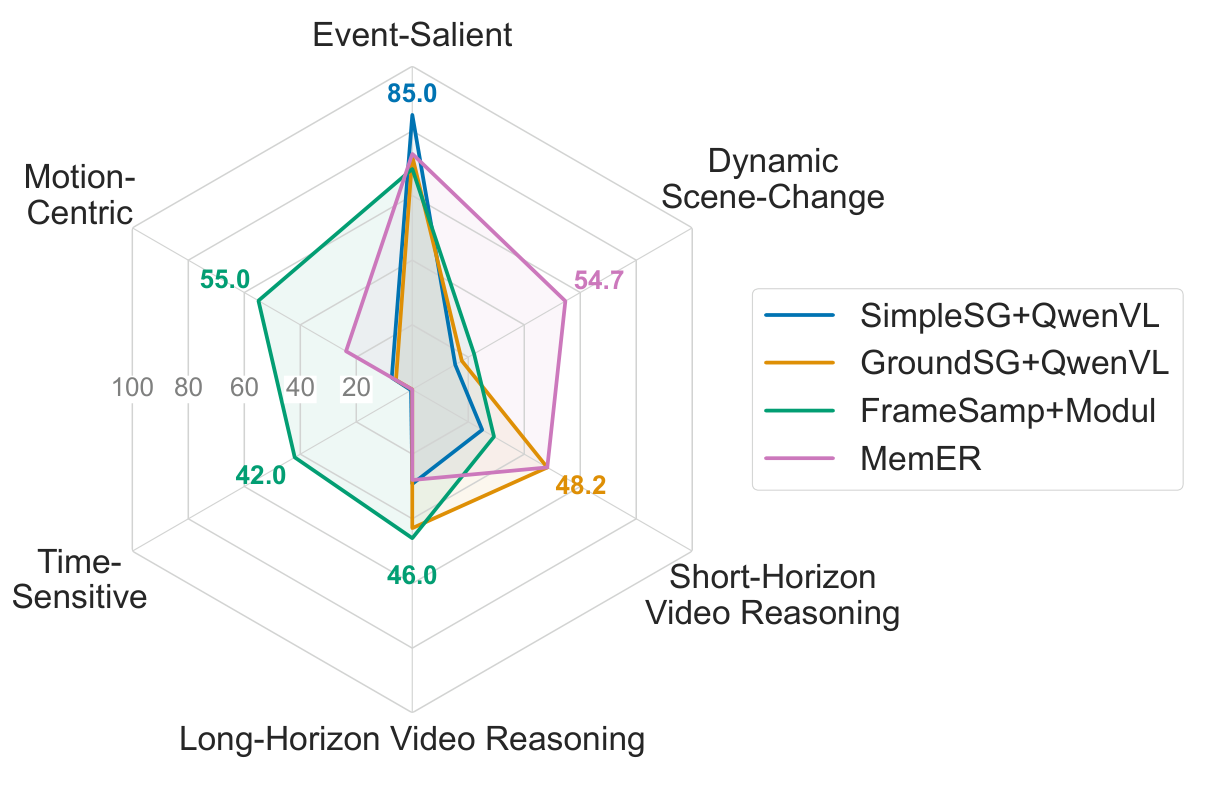 Event-Salient
85.0
Dynamic
Scene-Change
Motion-
Centric
55.0
54.7
100 80 60 40 20
SimpleSG+QwenVL
GroundSG+QwenVL
FrameSamp+Modul
MemER
42.0
48.2
Time-
Sensitive
46.0
Short-Horizon
Video Reasoning
Long-Horizon Video Reasoning